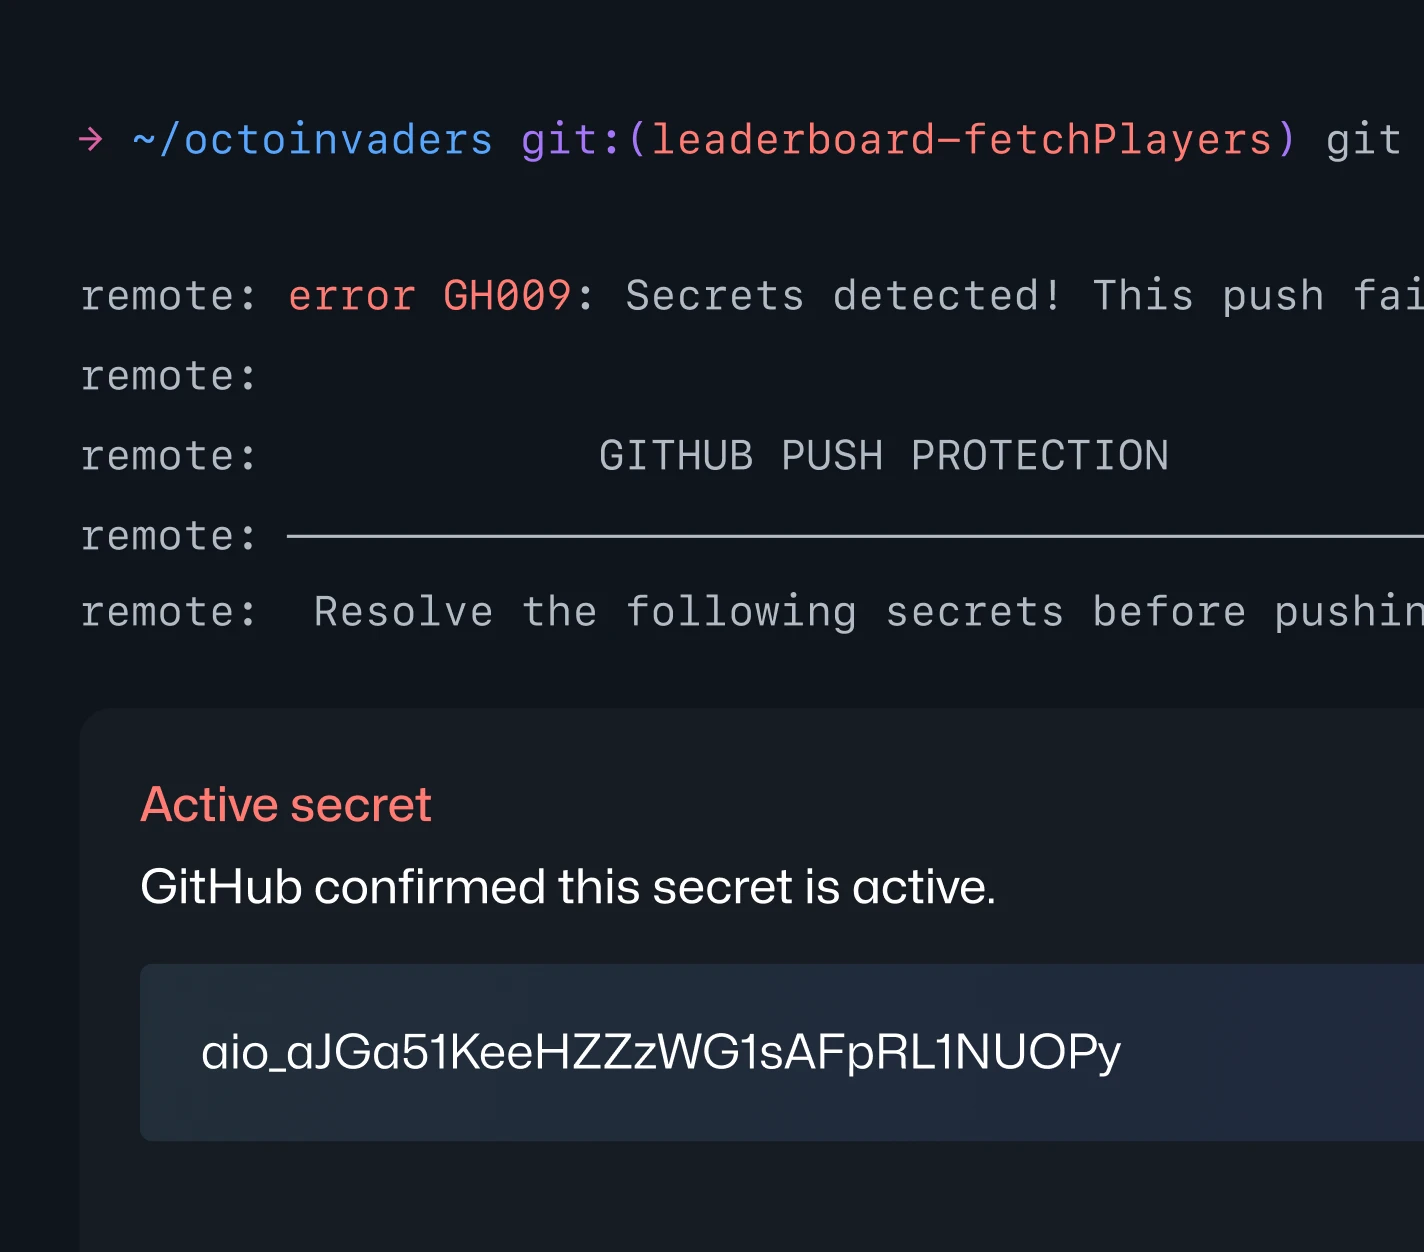 → ~/octoinvaders git:(leaderboard—fetchPlayers) git
remote: error GH009: Secrets detected! This push fai
remote:
remote: GITHUB PUSH PROTECTION
remote: ————————————————————————
remote: Resolve the following secrets before pushin
Active secret
GitHub confirmed this secret is active.
aio_aJGa51KeeHZZzWG1sAFpRL1NUOPy